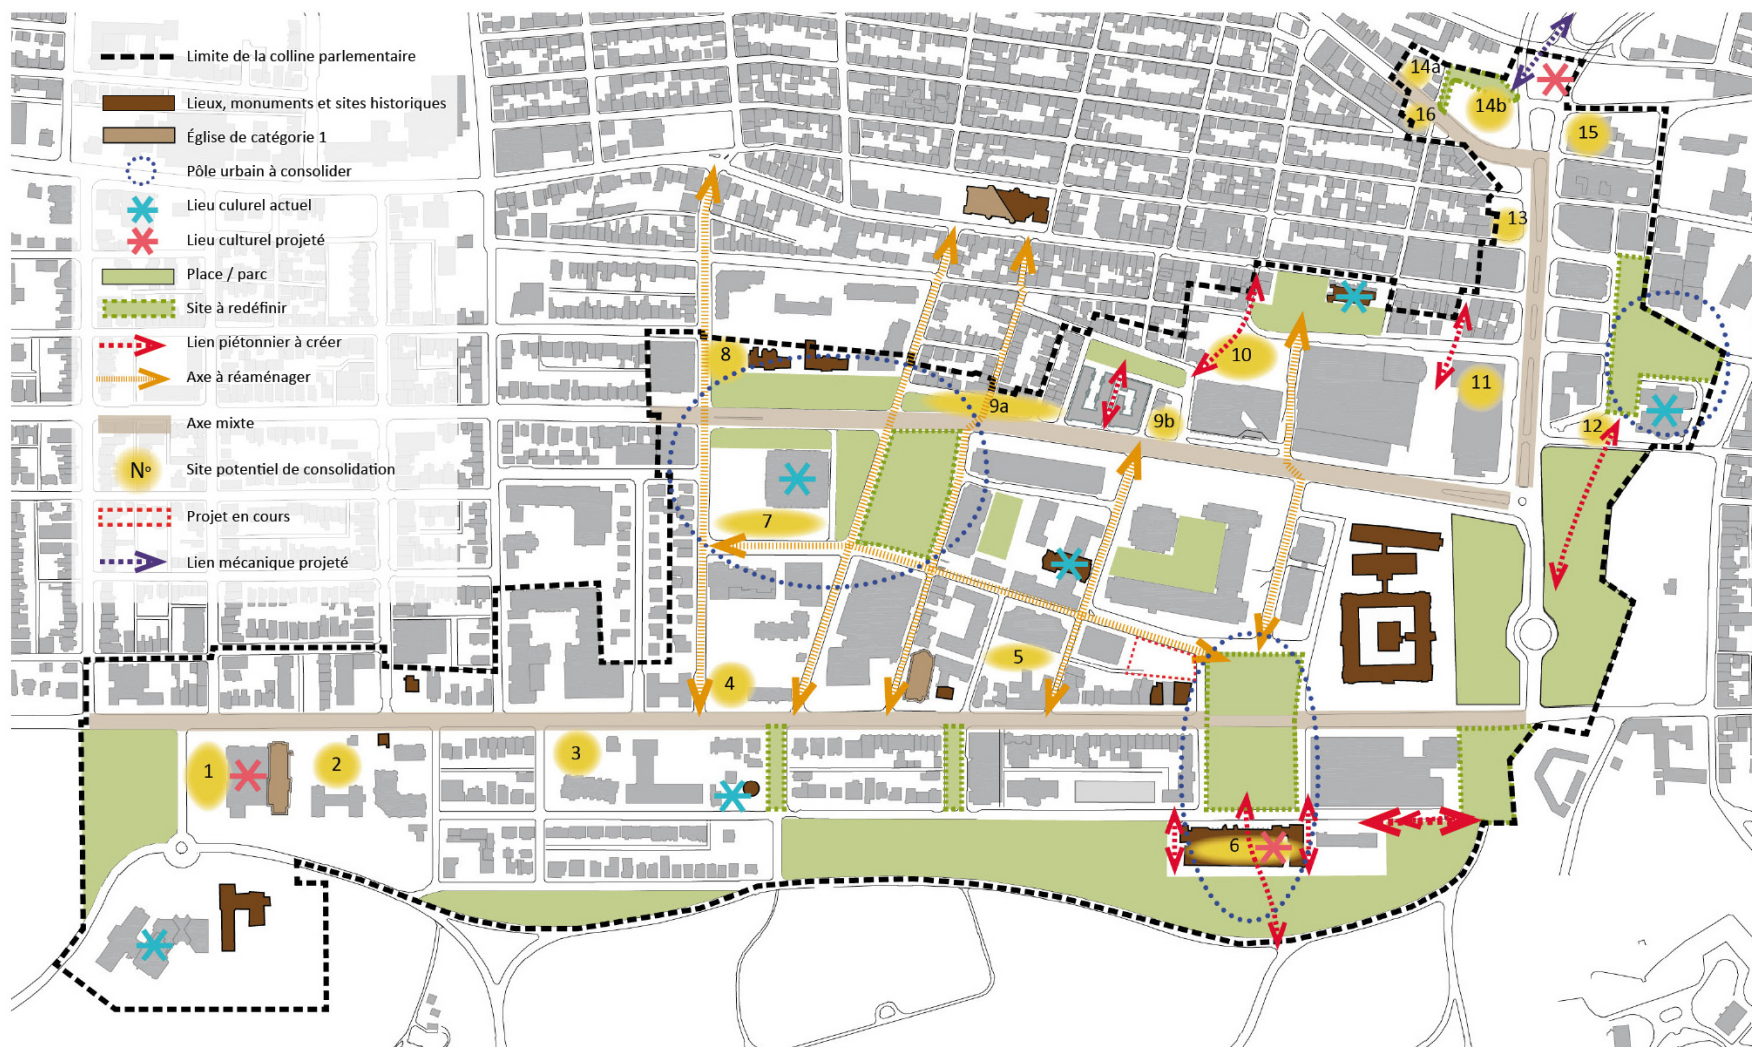 Limite de la colline parlementaire
Lieux, monuments et sites historiques
Église de catégorie 1
Pôle urbain à consolider
Lieu culurel actuel
Lieu culturel projeté
Place / parc
Site à redéfinir
Lien piétonnier à créer
Axe à réaménager
Axe mixte
Nº Site potentiel de consolidation
Projet en cours
Lien mécanique projeté
14a
14b
16
15
13
8
10
11
9a
9b
12
7
5
4
3
1
2
6